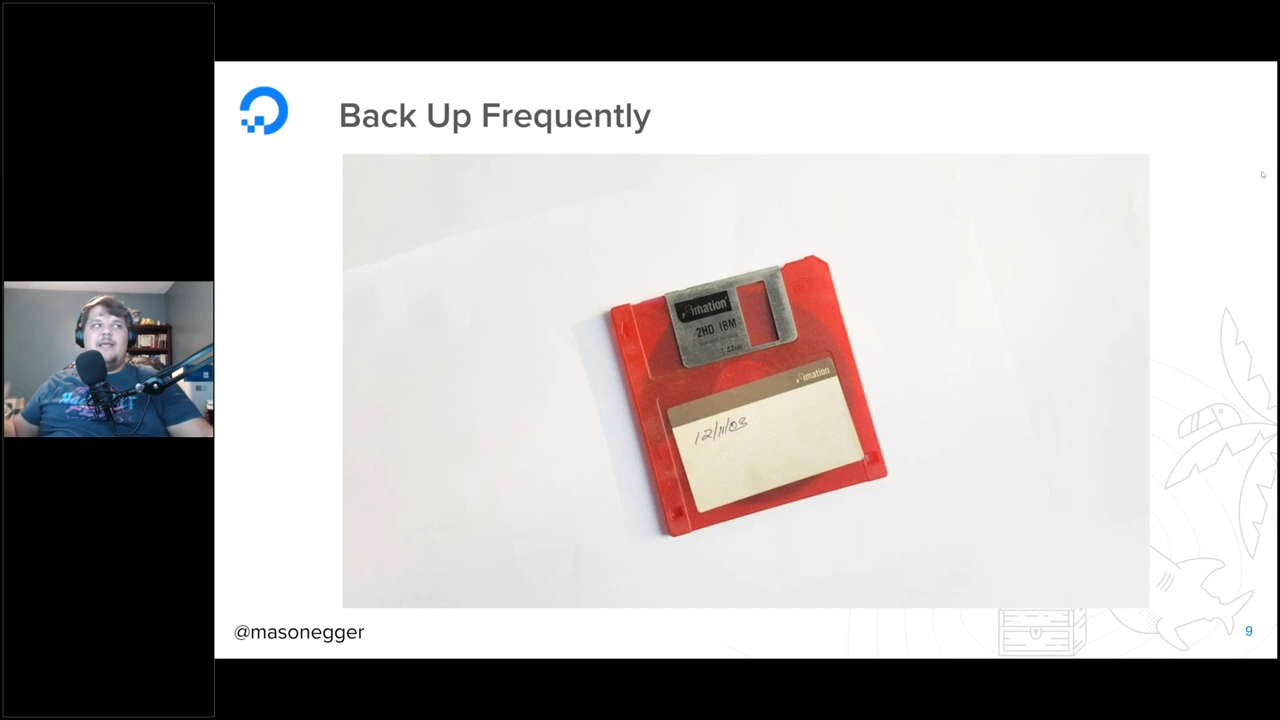 Back Up Frequently
imation
2HD IBM
imation
12/11/03
@masonegger
9